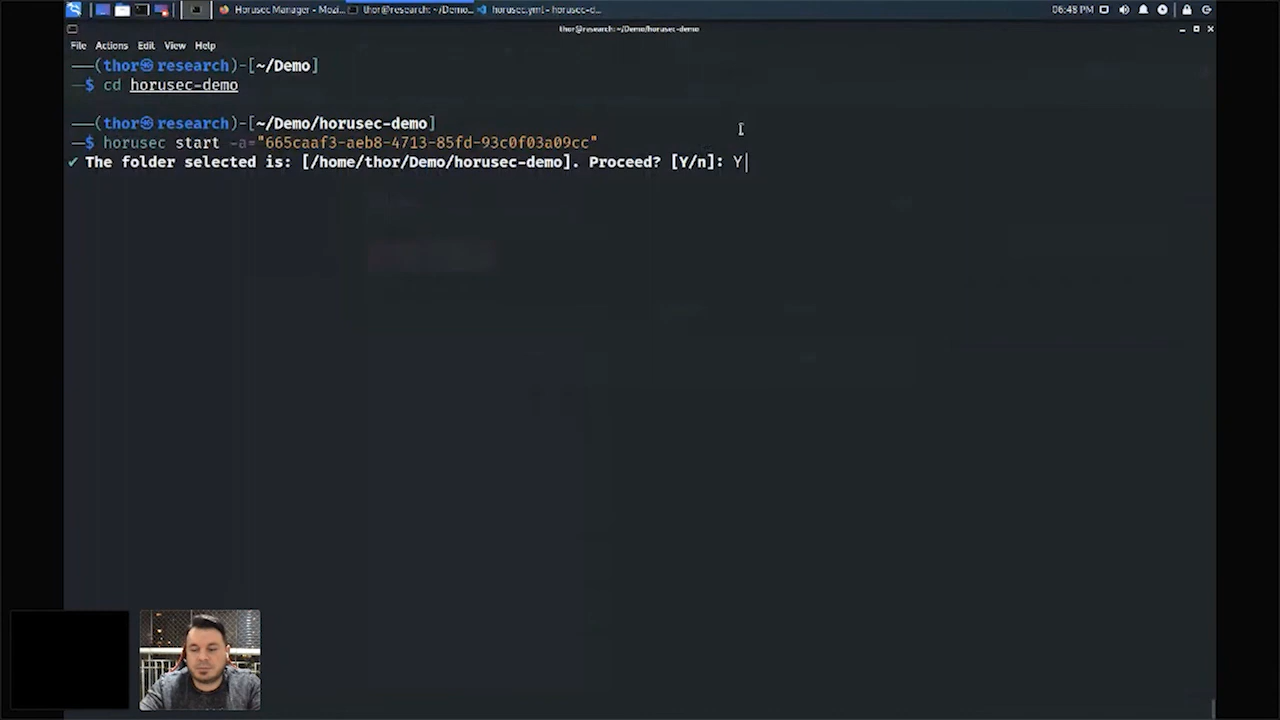 Horusec Manager - Mozi... thor@research: ~/Demo... horusec.yml - horusec-d... 06:48 PM
thor@research: ~/Demo/horusec-demo
File Actions Edit View Help
──(thor㉿research)-[~/Demo]
─$ cd horusec-demo
──(thor㉿research)-[~/Demo/horusec-demo]
─$ horusec start -a="665caaf3-aeb8-4713-85fd-93c0f03a09cc"
✔ The folder selected is: [/home/thor/Demo/horusec-demo]. Proceed? [Y/n]: Y